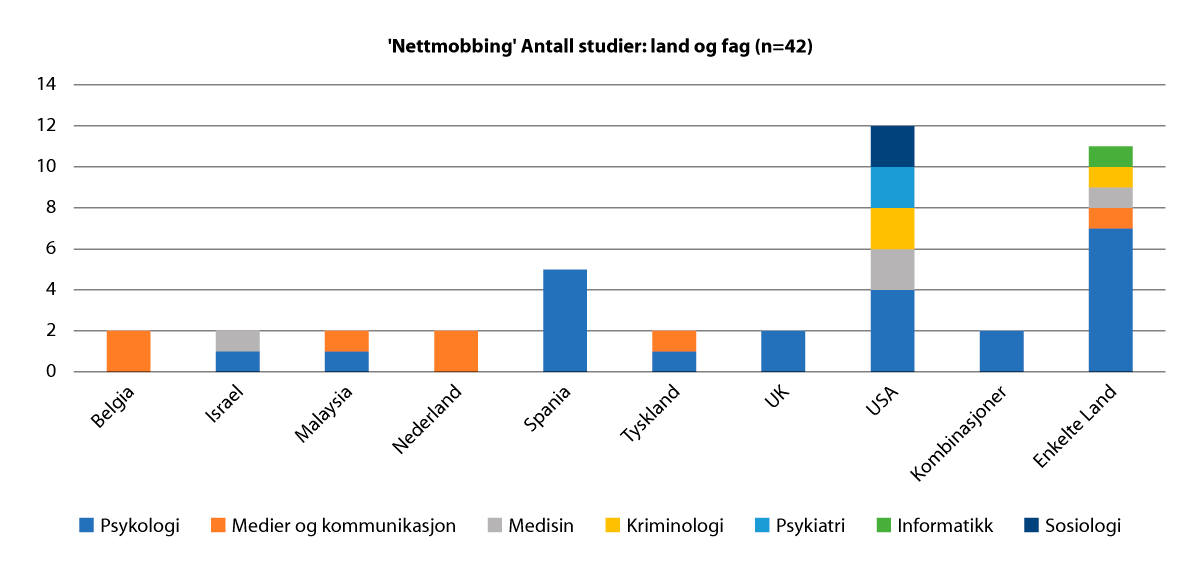 'Nettmobbing' Antall studier: land og fag (n=42)
14
12
10
8
6
4
2
0
Belgia
Israel
Malaysia
Nederland
Spania
Tyskland
UK
USA
Kombinasjoner
Enkelte Land
Psykologi Medier og kommunikasjon Medisin Kriminologi Psykiatri Informatikk Sosiologi